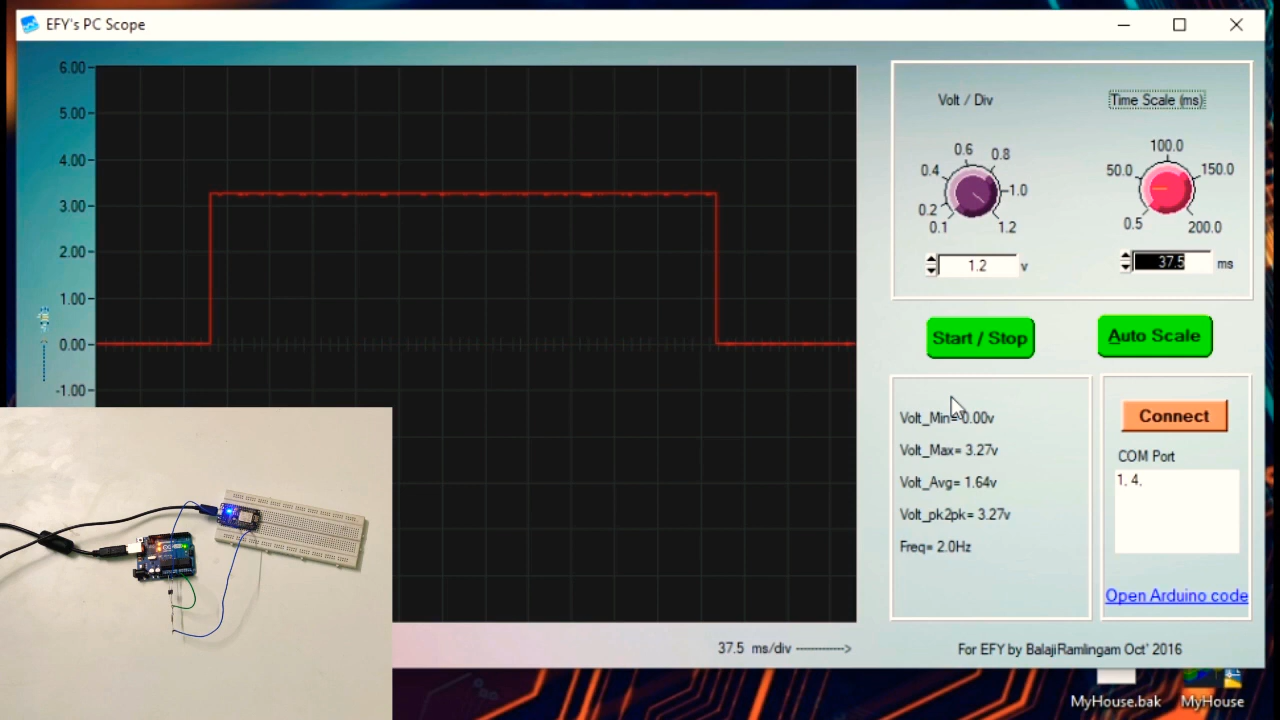 EFY's PC Scope
6.00
5.00
4.00
3.00
2.00
1.00
0.00
-1.00
Volt / Div
0.6
0.8
0.4
1.0
0.2
0.1
1.2
1.2 v
Time Scale (ms)
100.0
50.0
150.0
0.5
200.0
37.5 ms
Start / Stop
Auto Scale
Volt_Min= 0.00v
Volt_Max= 3.27v
Volt_Avg= 1.64v
Volt_pk2pk= 3.27v
Freq= 2.0Hz
Connect
COM Port
1, 4,
Open Arduino code
37.5 ms/div ------------>
For EFY by BalajiRamlingam Oct' 2016
MyHouse.bak
MyHouse